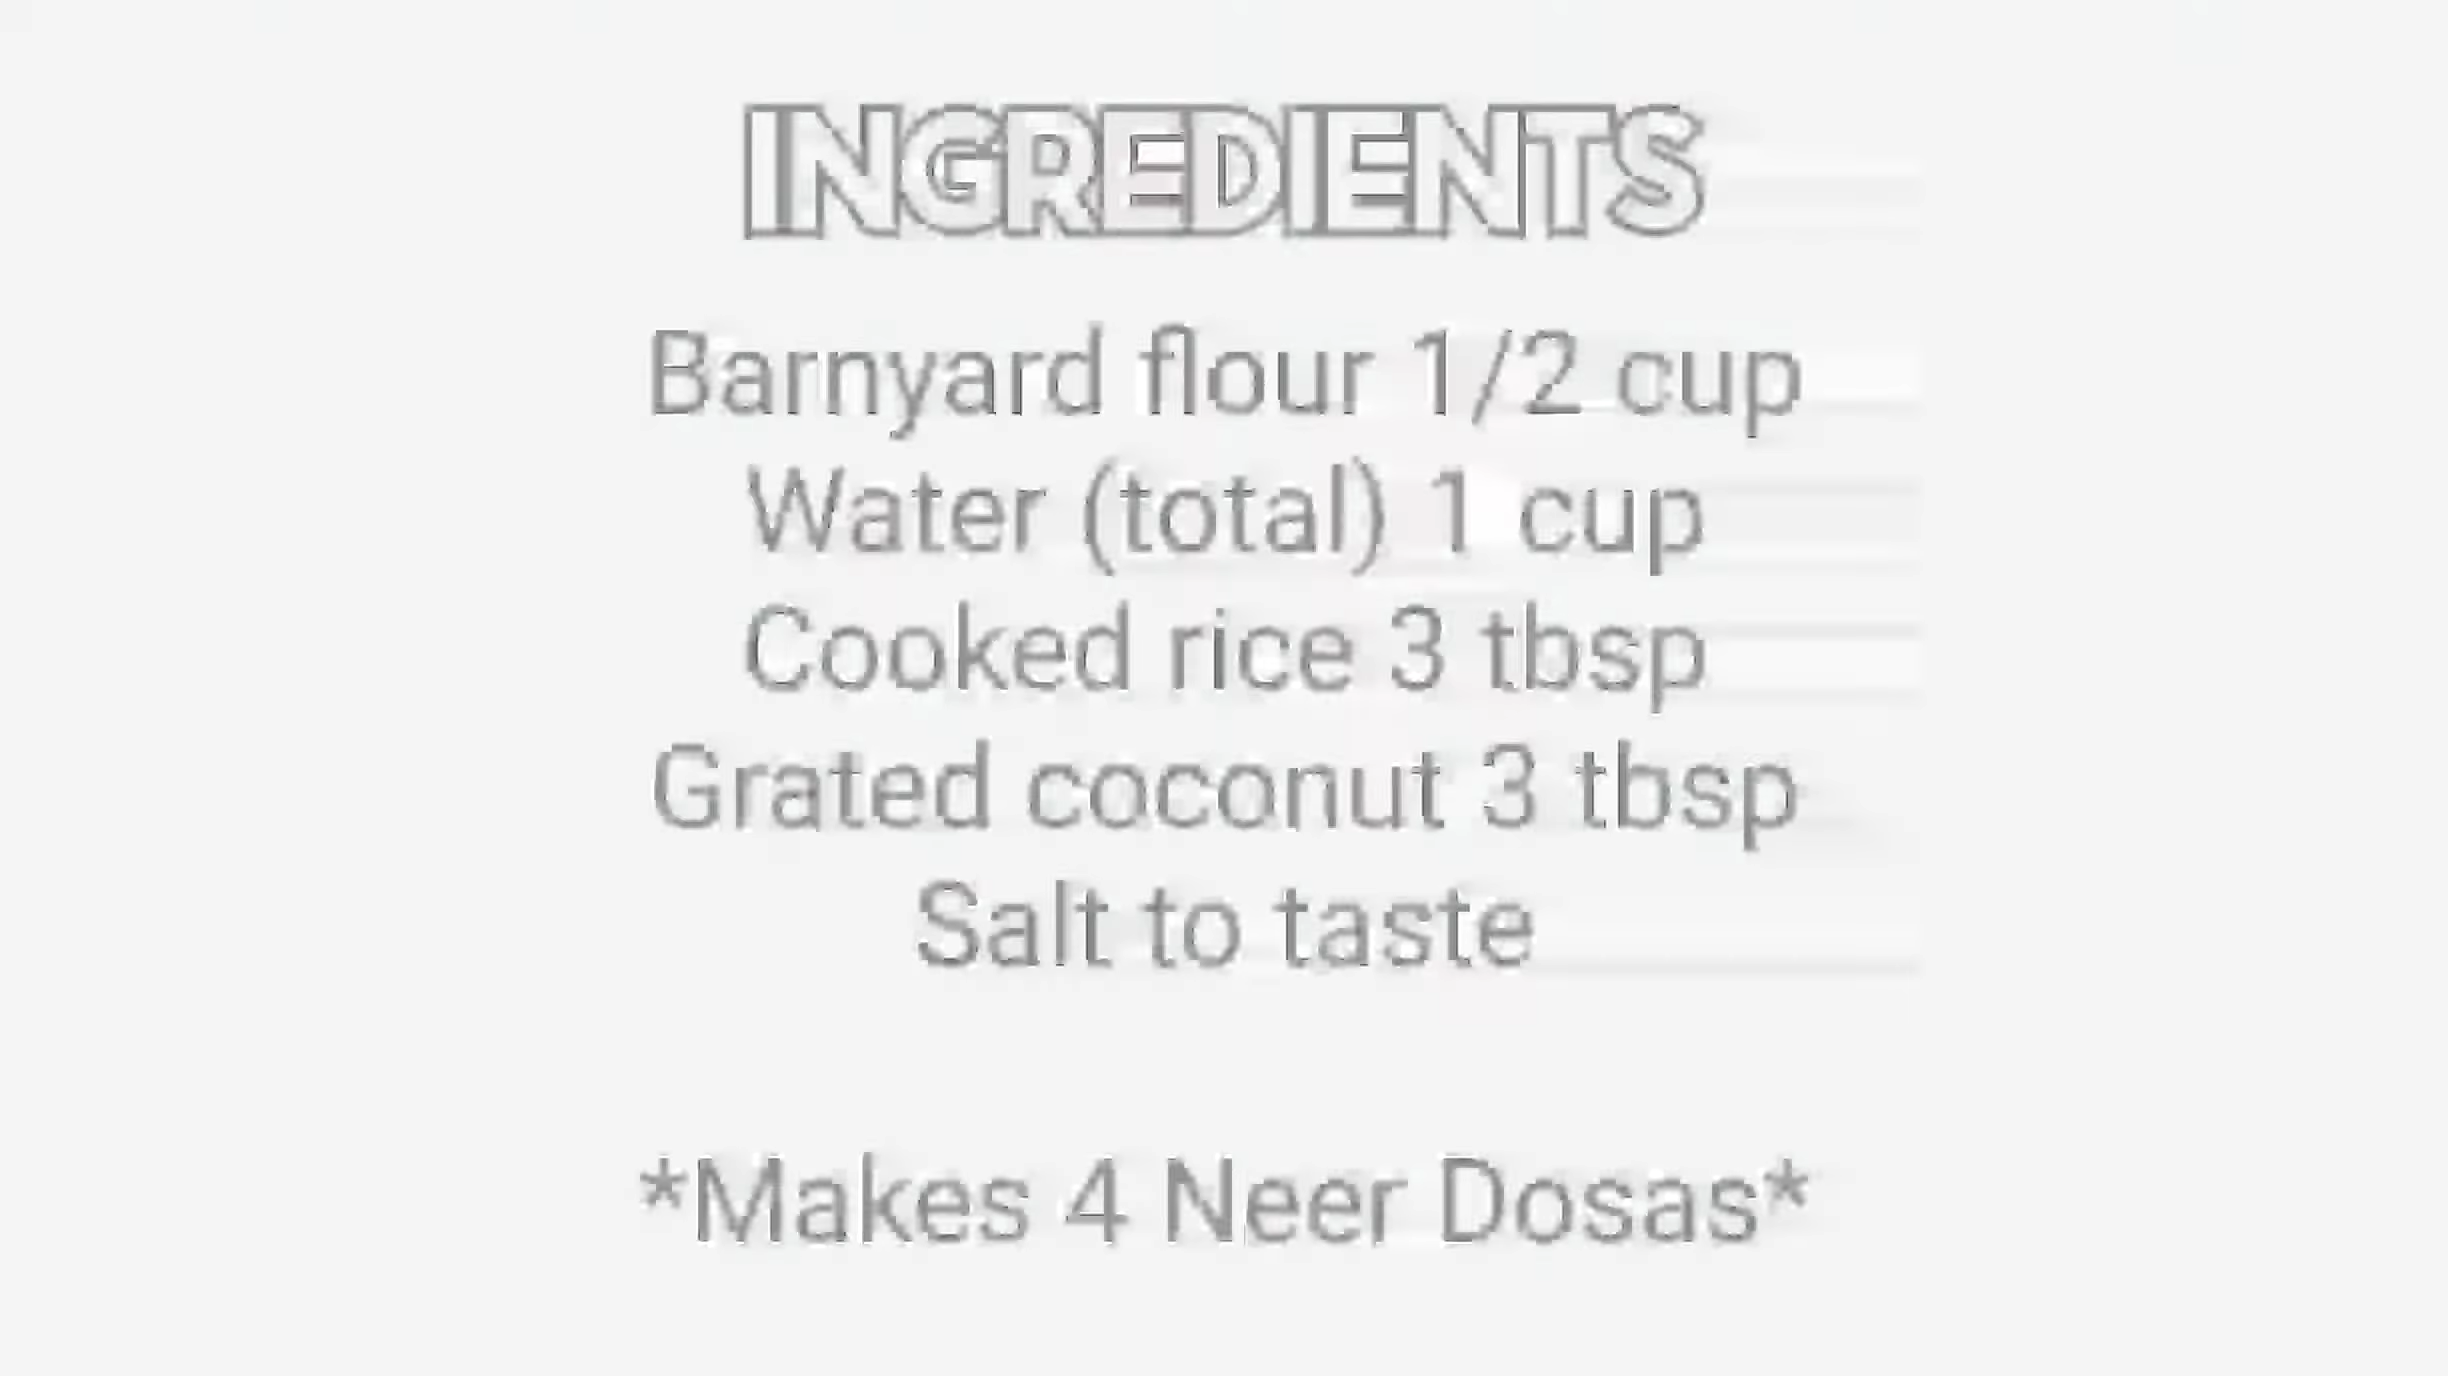 INGREDIENTS
Barnyard flour 1/2 cup
Water (total) 1 cup
Cooked rice 3 tbsp
Grated coconut 3 tbsp
Salt to taste
*Makes 4 Neer Dosas*